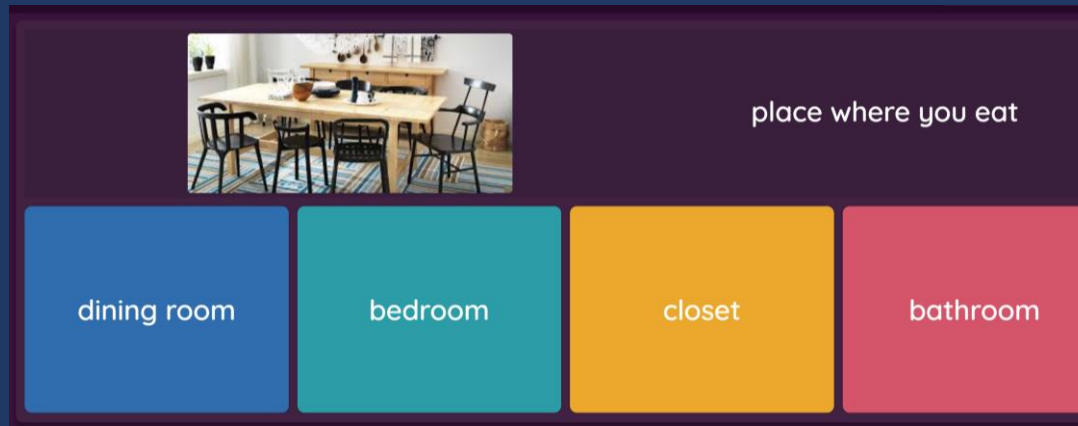 place where you eat
dining room
bedroom
closet
bathroom